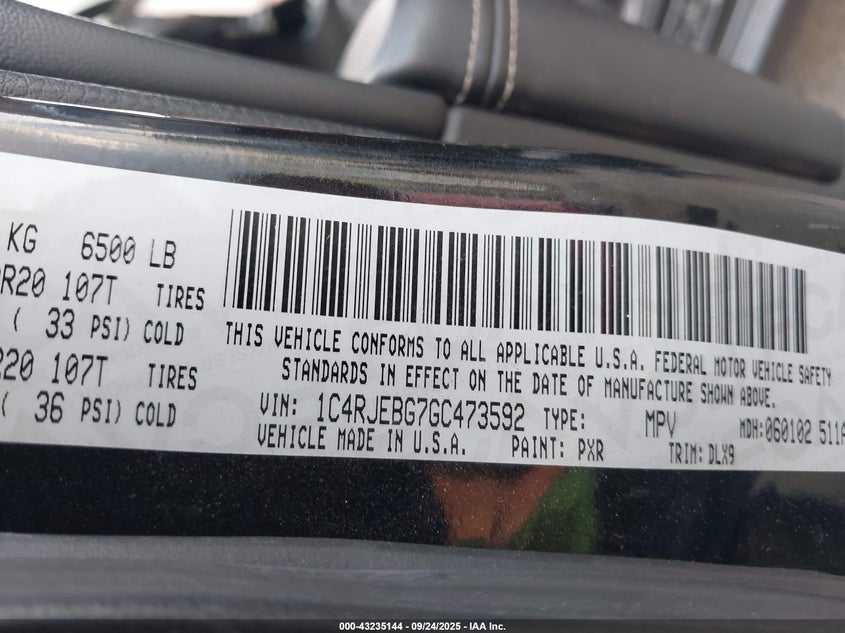 KG 6500 LB
R20 107T TIRES
( 33 PSI) COLD
R20 107T TIRES
( 36 PSI) COLD
THIS VEHICLE CONFORMS TO ALL APPLICABLE U.S.A. FEDERAL MOTOR VEHICLE SAFETY
STANDARDS IN EFFECT ON THE DATE OF MANUFACTURE SHOWN ABOVE.
VIN: 1C4RJEBG7GC473592 TYPE: MPV MDH:060102 511A
VEHICLE MADE IN U.S.A. PAINT: PXR TRIM: DLX9
000-43235144 - 09/24/2025 - IAA Inc.